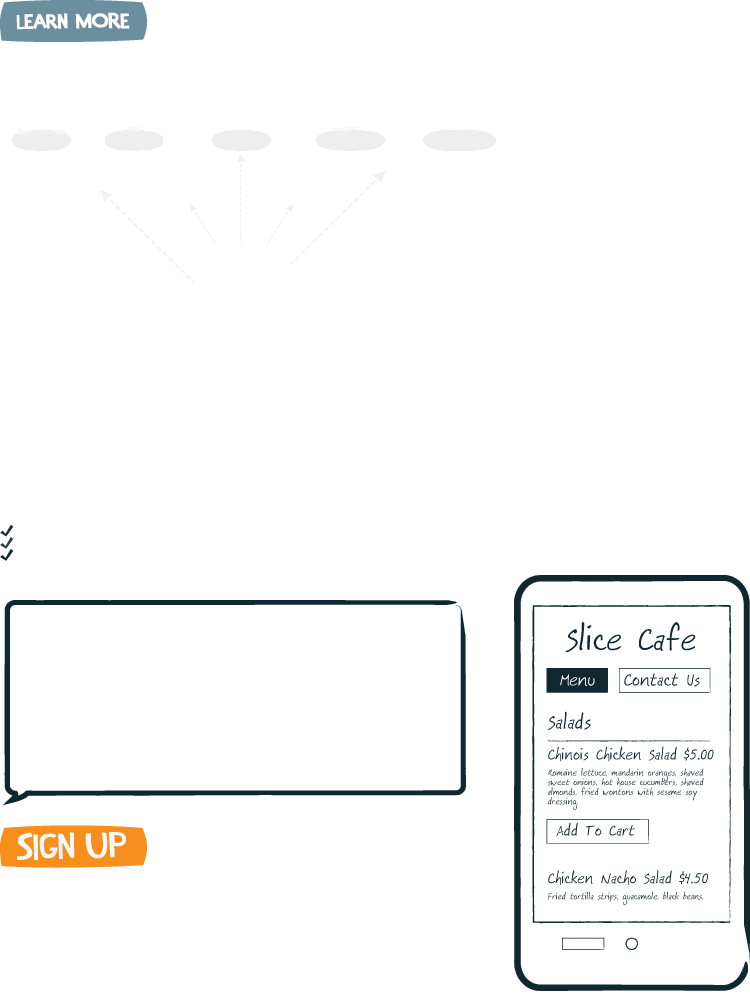 LEARN MORE
Slice Cafe
Menu
Contact Us
Salads
Chinois Chicken Salad $5.00
Romaine lettuce, mandarin oranges, shaved
sweet onions, hot house cucumbers, shaved
almonds, fried wontons with sesame soy
dressing.
Add To Cart
SIGN UP
Chicken Nacho Salad $4.50
Fried tortilla strips, guacamole, black beans,